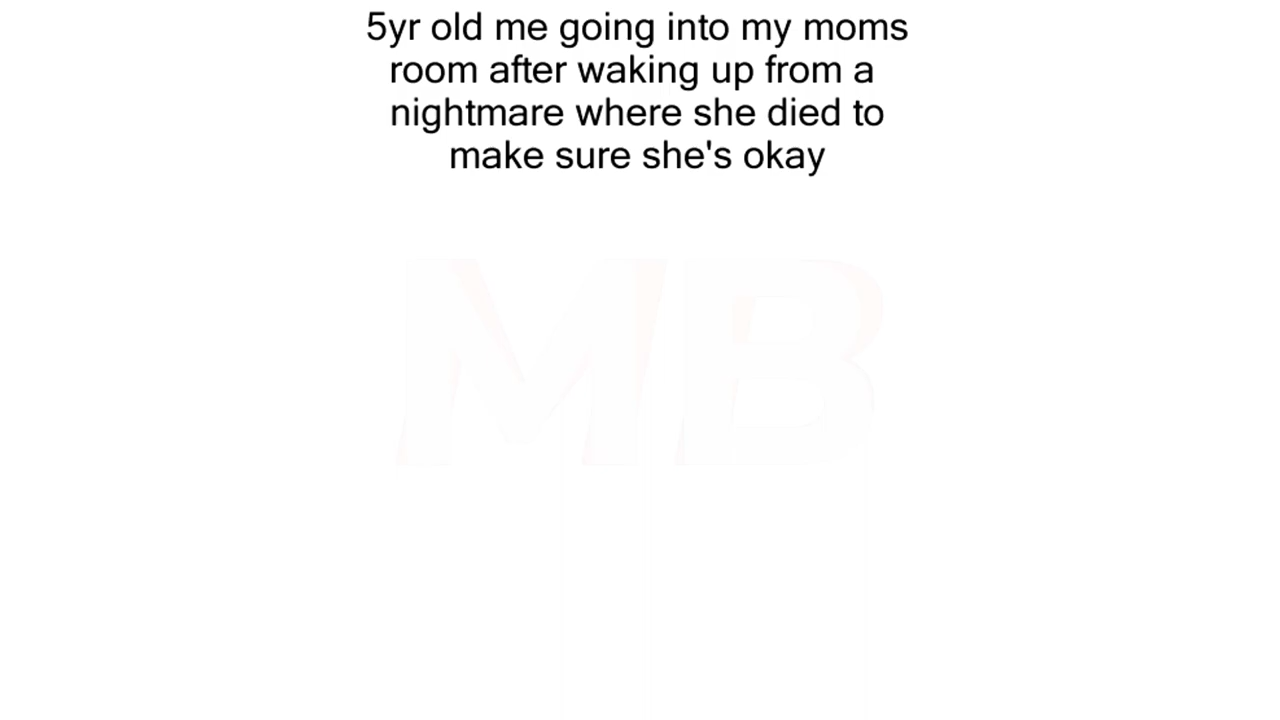 5yr old me going into my moms
room after waking up from a
nightmare where she died to
make sure she's okay
MB